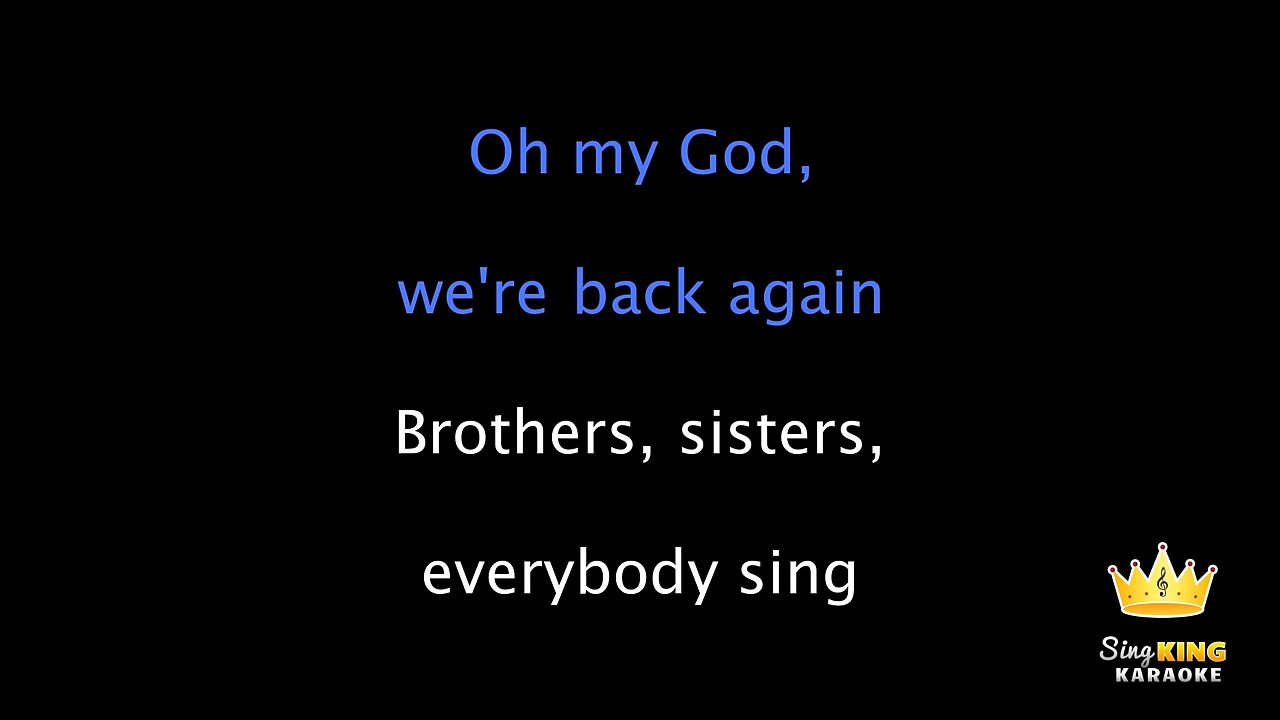 Oh my God,
we're back again
Brothers, sisters,
everybody sing
Sing KING
KARAOKE